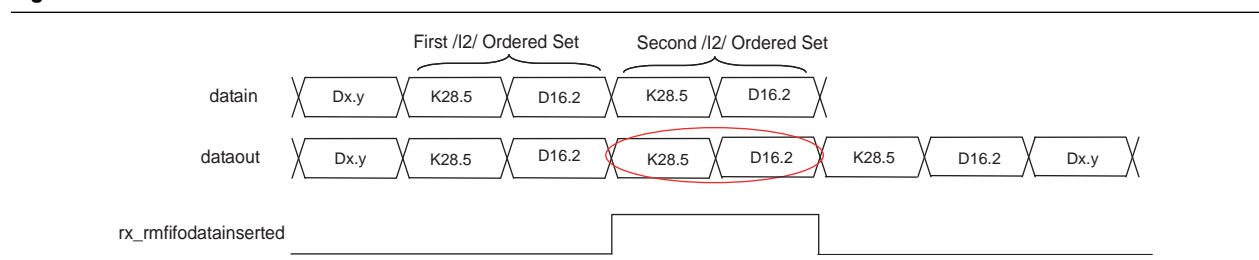 First /I2/ Ordered Set Second /I2/ Ordered Set
datain Dx.y K28.5 D16.2 K28.5 D16.2
dataout Dx.y K28.5 D16.2 K28.5 D16.2 K28.5 D16.2 Dx.y
rx_rmfifodatainserted